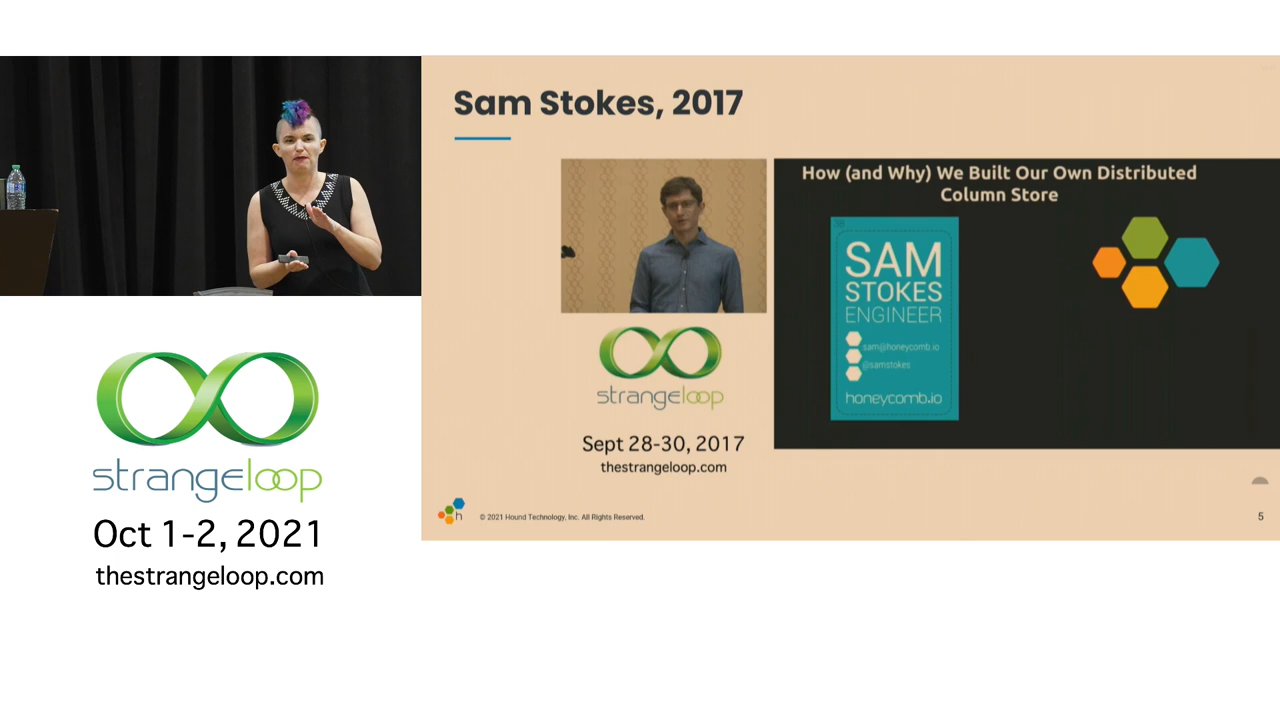 strangeloop
Oct 1-2, 2021
thestrangeloop.com
Sam Stokes, 2017
How (and Why) We Built Our Own Distributed
Column Store
38
SAM
STOKES
ENGINEER
sam@honeycomb.io
@samstokes
honeycomb.io
strangeloop
Sept 28-30, 2017
thestrangeloop.com
h
© 2021 Hound Technology, Inc. All Rights Reserved.
5